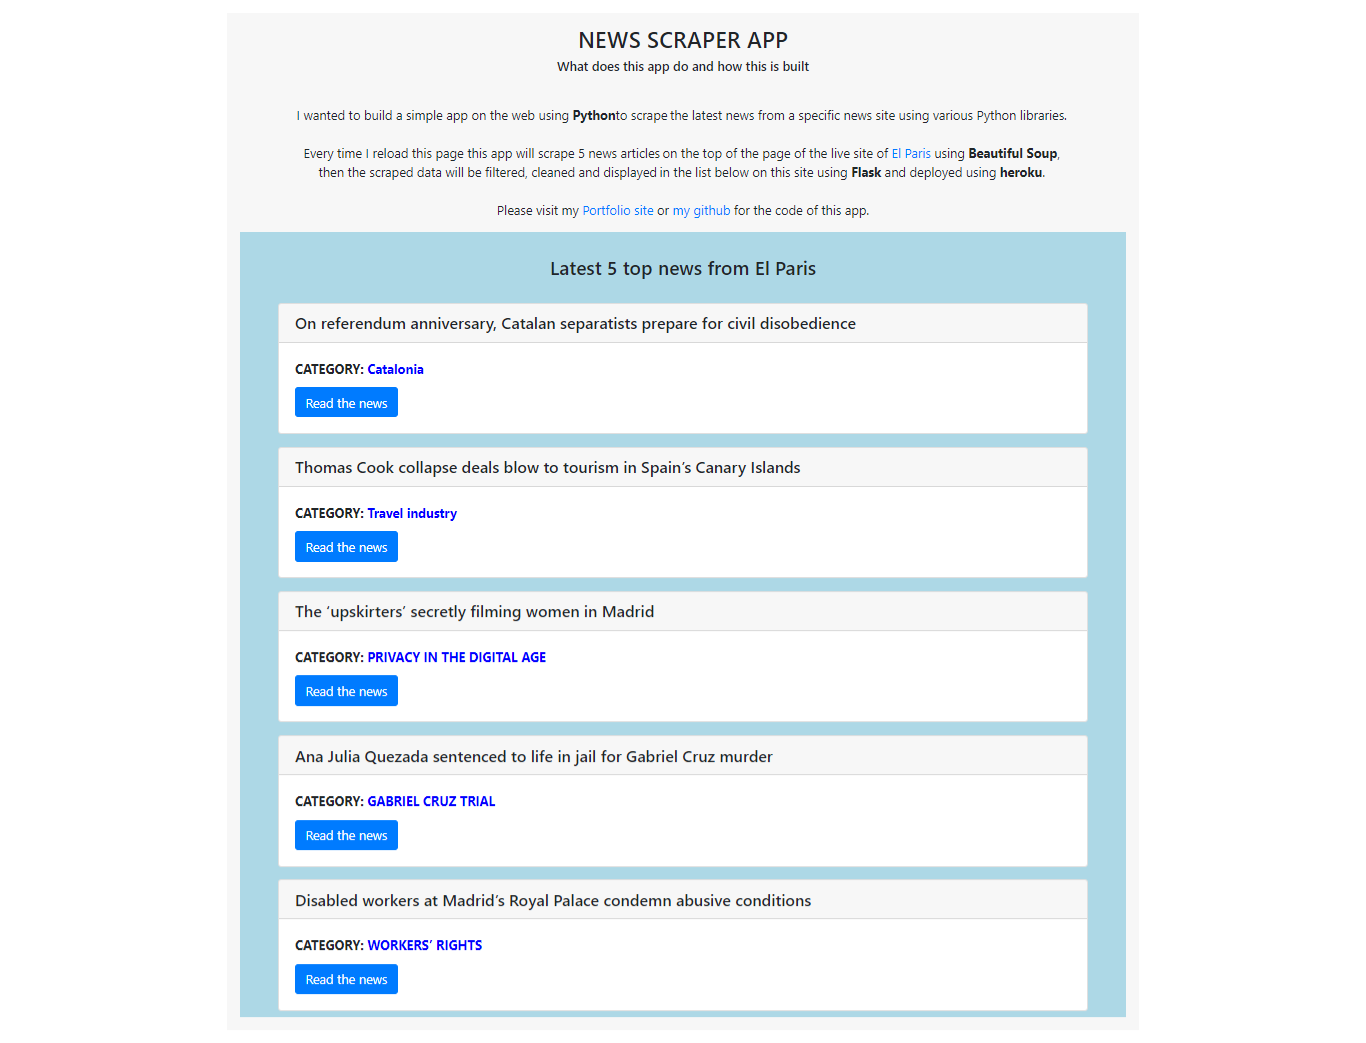 NEWS SCRAPER APP
What does this app do and how this is built
I wanted to build a simple app on the web using Pythonto scrape the latest news from a specific news site using various Python libraries.
Every time I reload this page this app will scrape 5 news articles on the top of the page of the live site of El Paris using Beautiful Soup,
then the scraped data will be filtered, cleaned and displayed in the list below on this site using Flask and deployed using heroku.
Please visit my Portfolio site or my github for the code of this app.
Latest 5 top news from El Paris
On referendum anniversary, Catalan separatists prepare for civil disobedience
CATEGORY: Catalonia
Read the news
Thomas Cook collapse deals blow to tourism in Spain’s Canary Islands
CATEGORY: Travel industry
Read the news
The ‘upskirters’ secretly filming women in Madrid
CATEGORY: PRIVACY IN THE DIGITAL AGE
Read the news
Ana Julia Quezada sentenced to life in jail for Gabriel Cruz murder
CATEGORY: GABRIEL CRUZ TRIAL
Read the news
Disabled workers at Madrid’s Royal Palace condemn abusive conditions
CATEGORY: WORKERS’ RIGHTS
Read the news